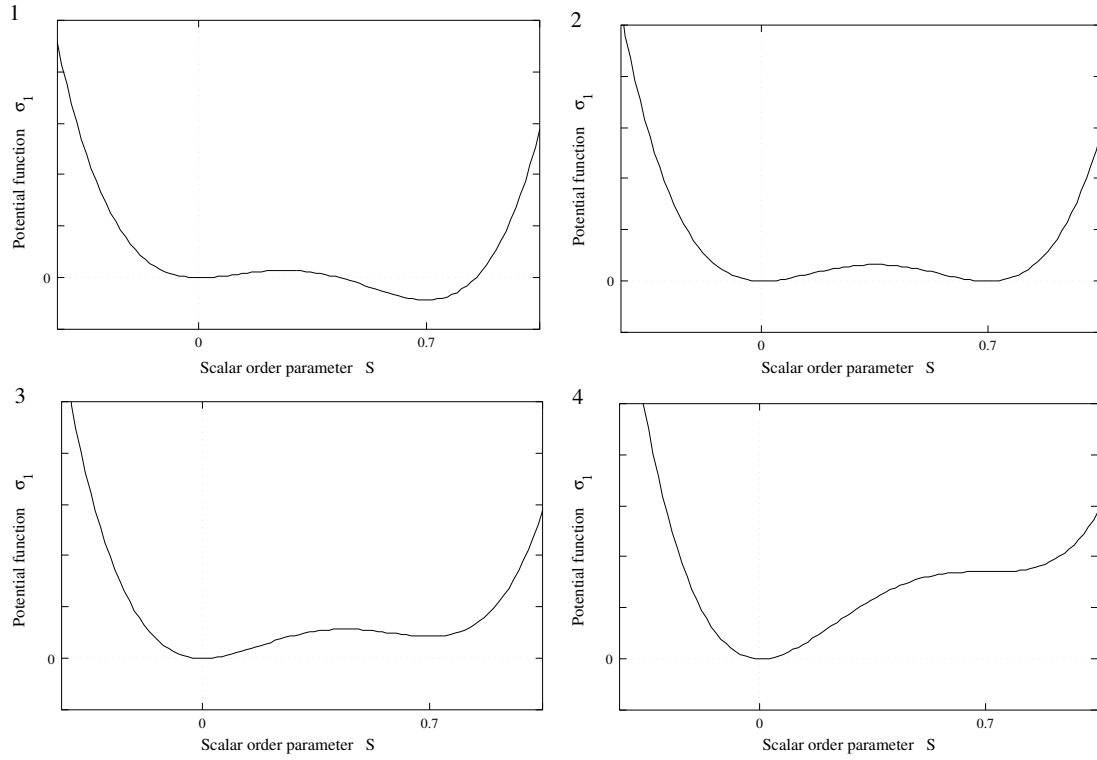 1
Potential function σ1
0
0
0.7
Scalar order parameter S
2
Potential function σ1
0
0
0.7
Scalar order parameter S
3
Potential function σ1
0
0
0.7
Scalar order parameter S
4
Potential function σ1
0
0
0.7
Scalar order parameter S